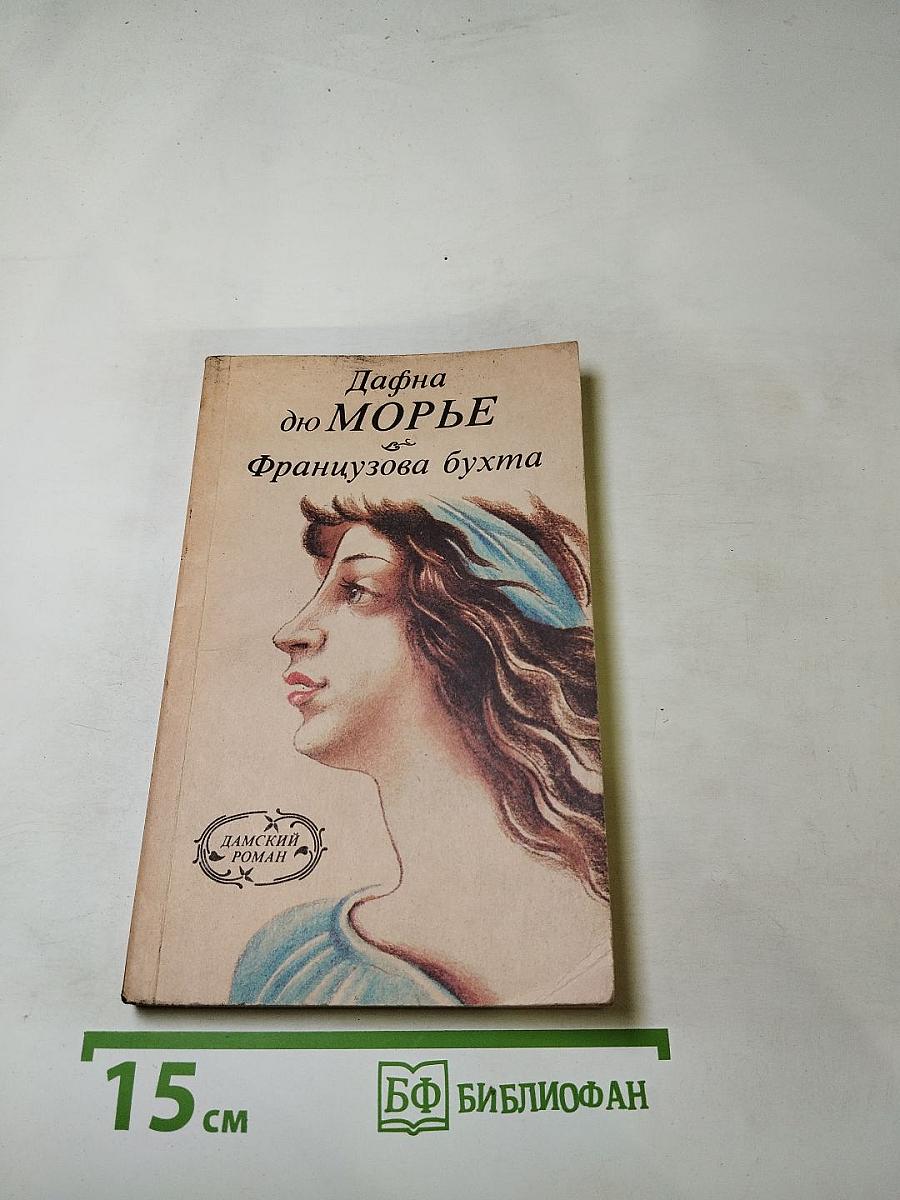 Дафна
дю МОРЬЕ
Французова бухта
ДАМСКИЙ
РОМАН
15 см
БФ БИБЛИОФАН